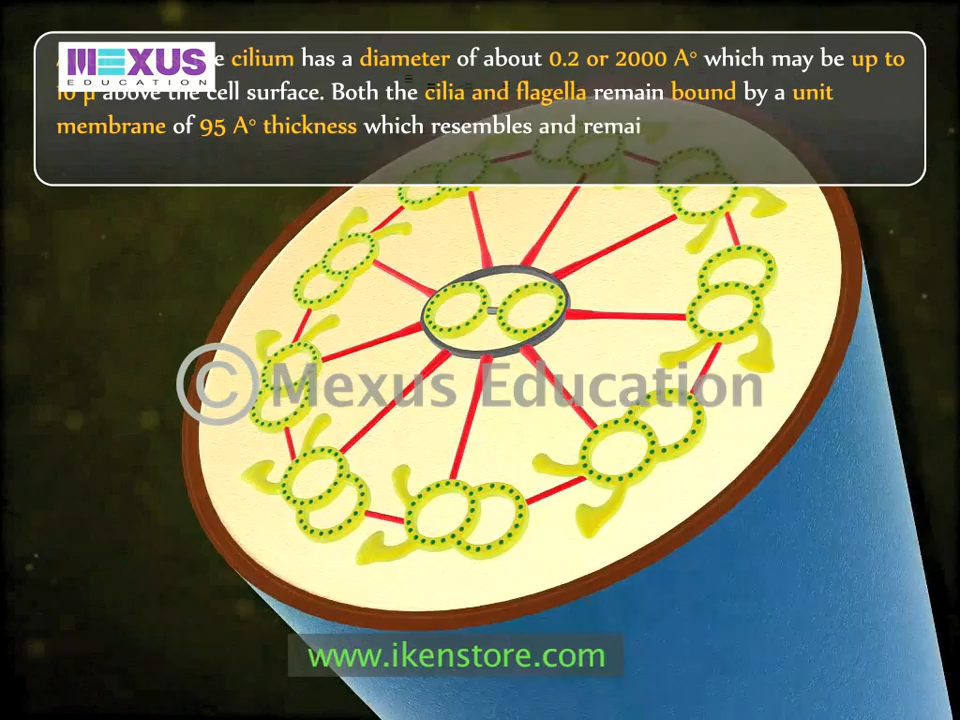 MEXUS
EDUCATION
cilium has a diameter of about 0.2 or 2000 A° which may be up to
10 μ above the cell surface. Both the cilia and flagella remain bound by a unit
membrane of 95 A° thickness which resembles and remai
© Mexus Education
www.ikenstore.com